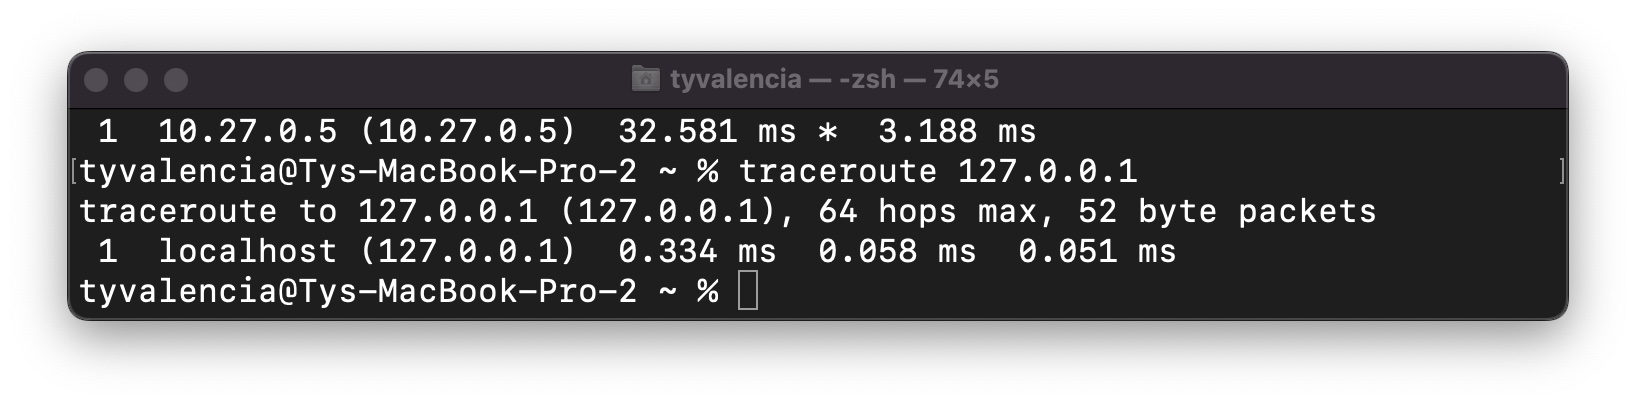 tyvalencia — -zsh — 74×5
 1  10.27.0.5 (10.27.0.5)  32.581 ms *  3.188 ms
[tyvalencia@Tys-MacBook-Pro-2 ~ % traceroute 127.0.0.1 ]
traceroute to 127.0.0.1 (127.0.0.1), 64 hops max, 52 byte packets
 1  localhost (127.0.0.1)  0.334 ms  0.058 ms  0.051 ms
tyvalencia@Tys-MacBook-Pro-2 ~ %